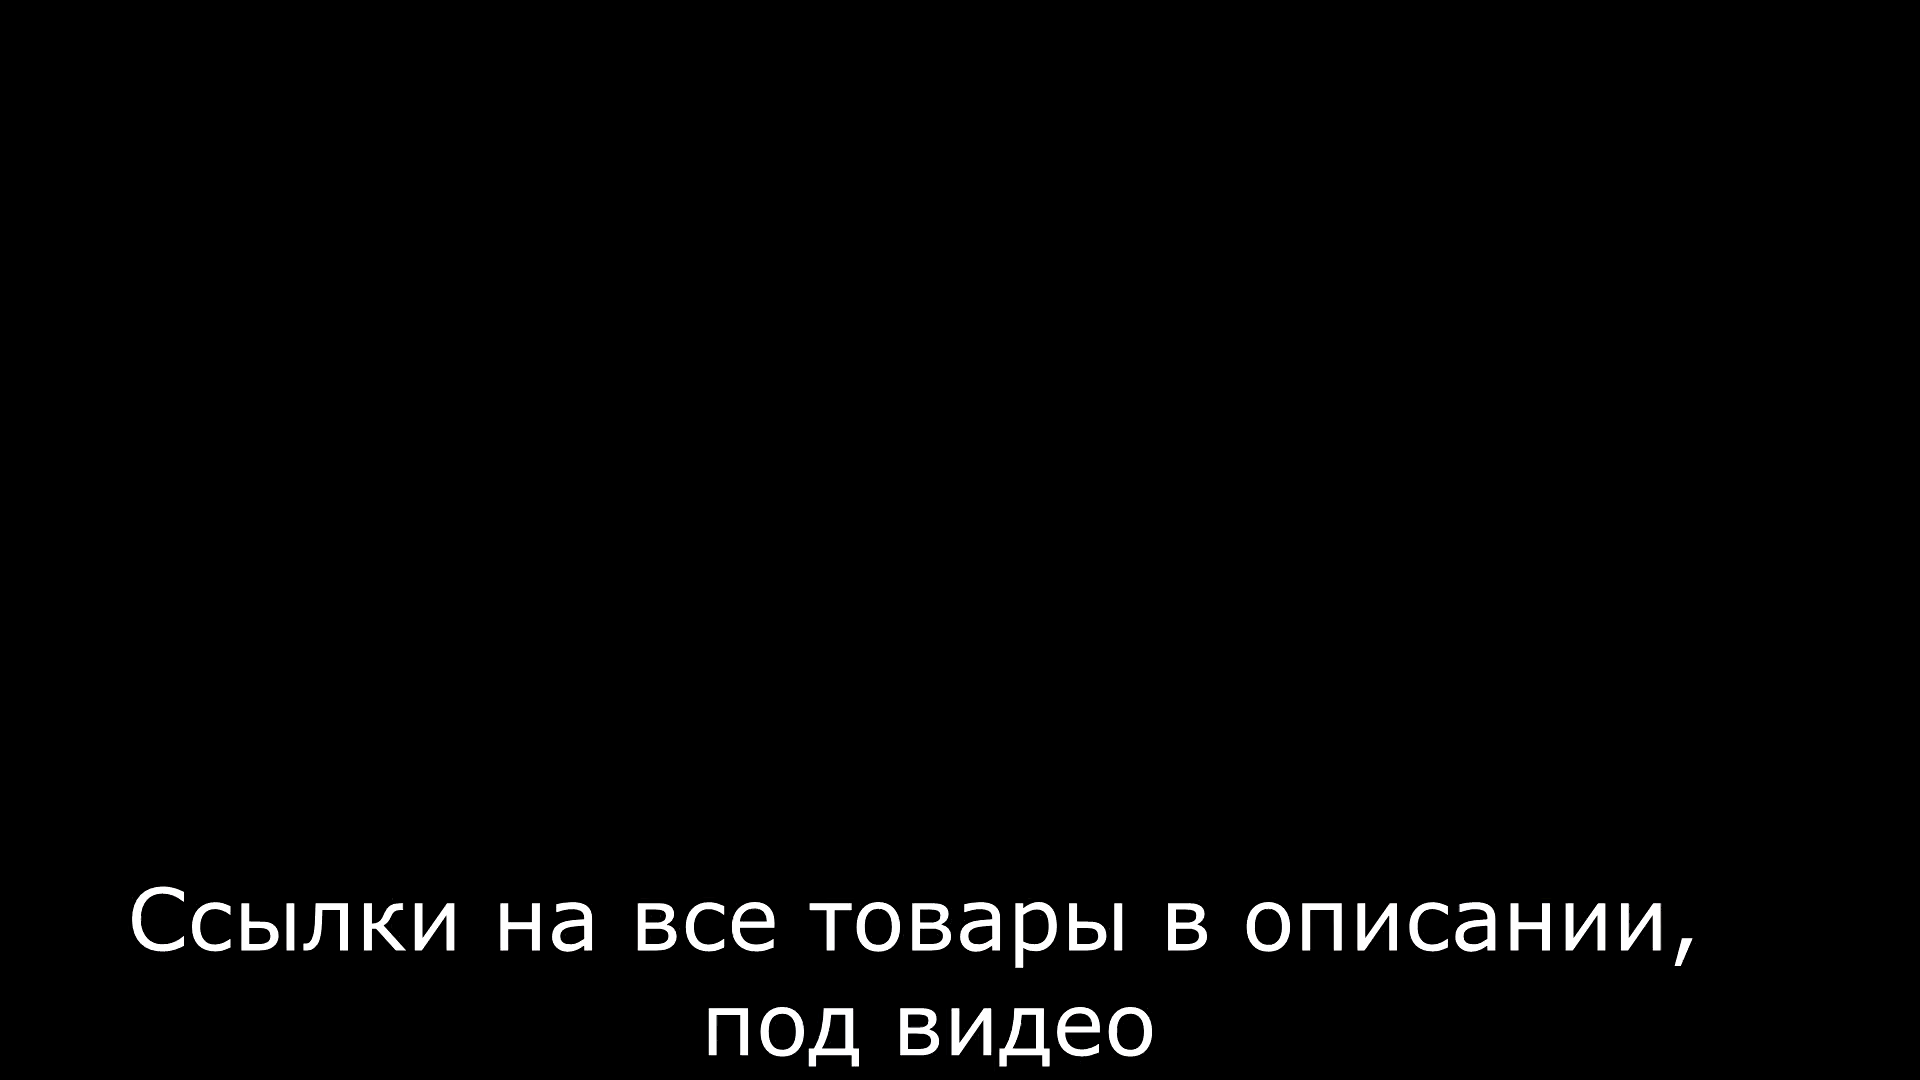 Ссылки на все товары в описании,
под видео